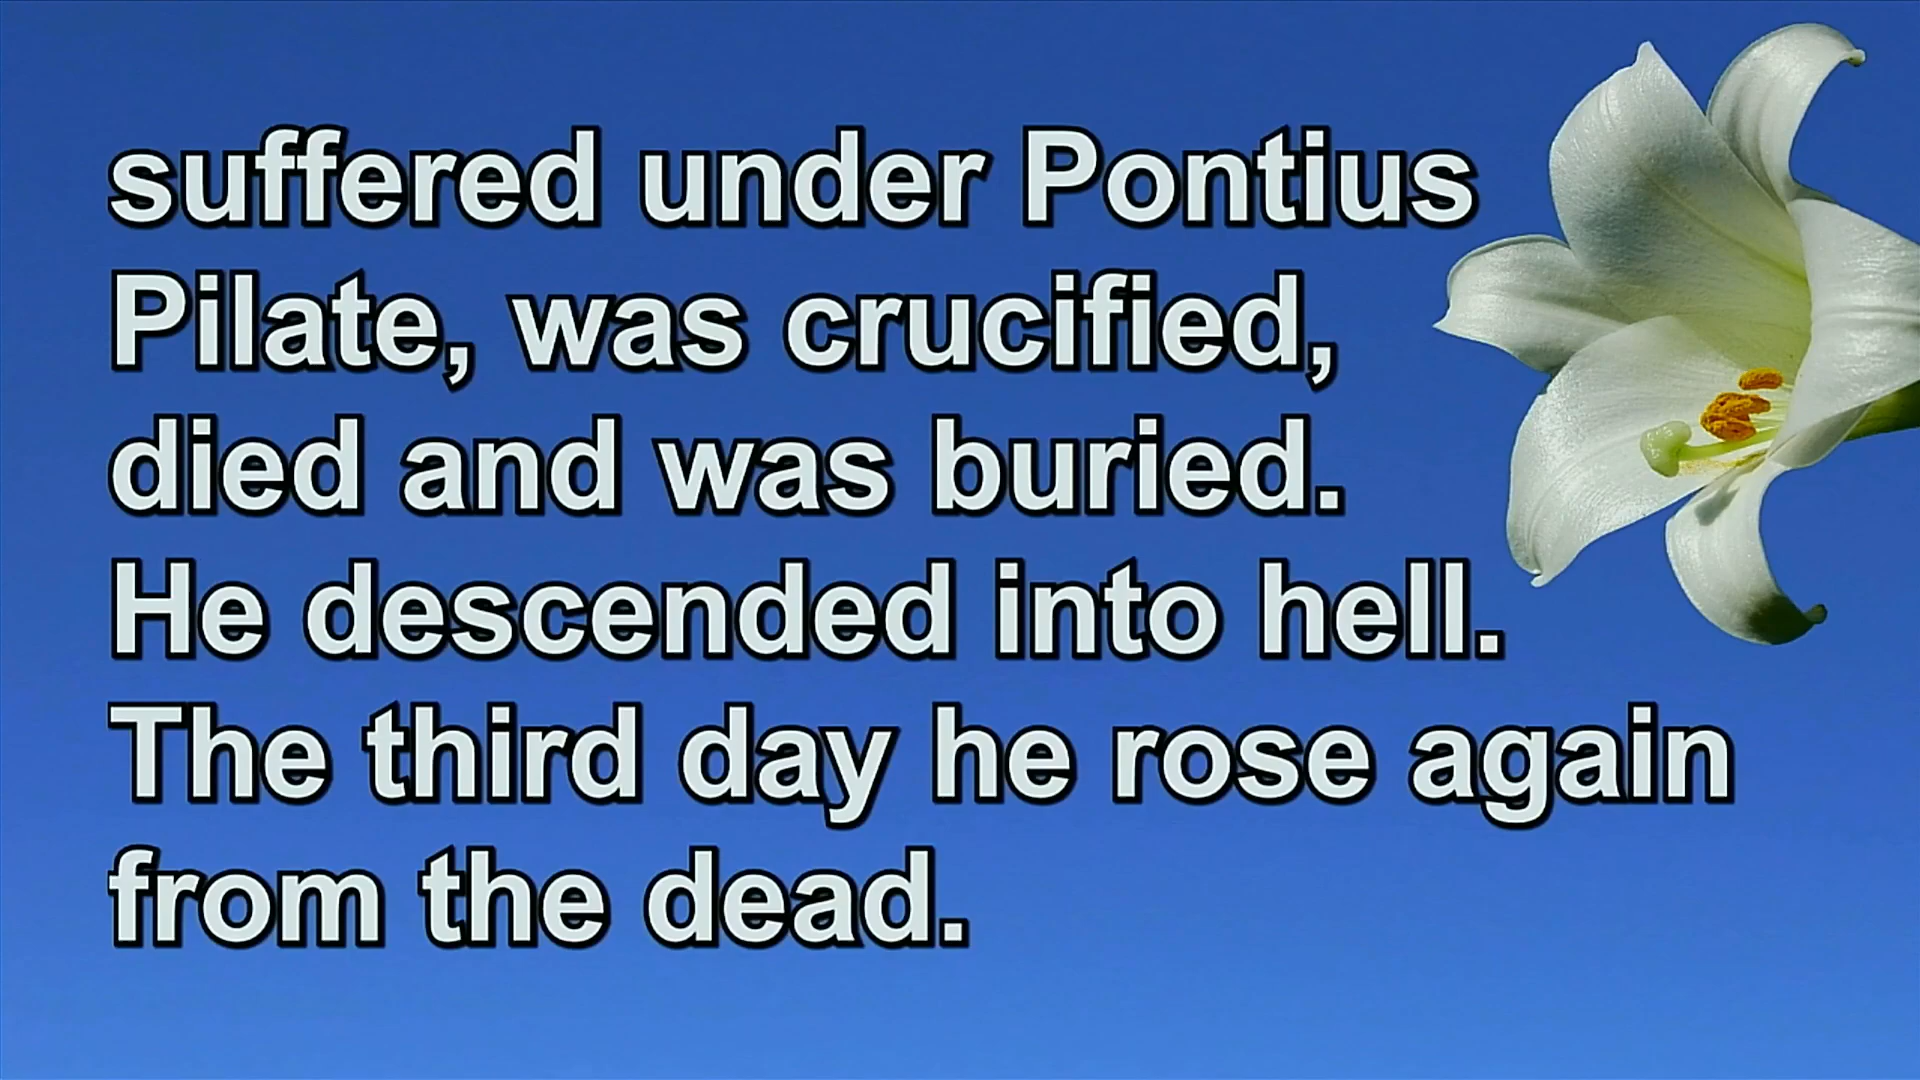 suffered under Pontius
Pilate, was crucified,
died and was buried.
He descended into hell.
The third day he rose again
from the dead.